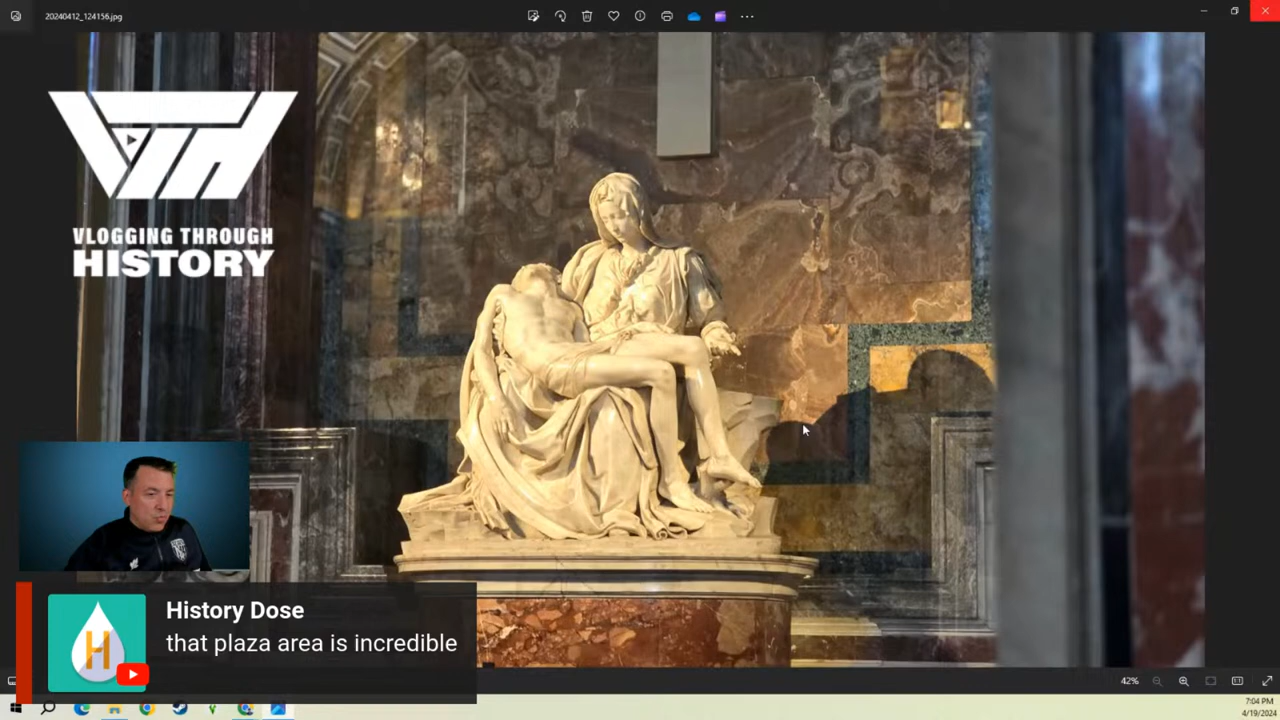 20240412_124156.jpg
VTH
VLOGGING THROUGH
HISTORY
H
History Dose
that plaza area is incredible
42%
7:04 PM
4/19/2024